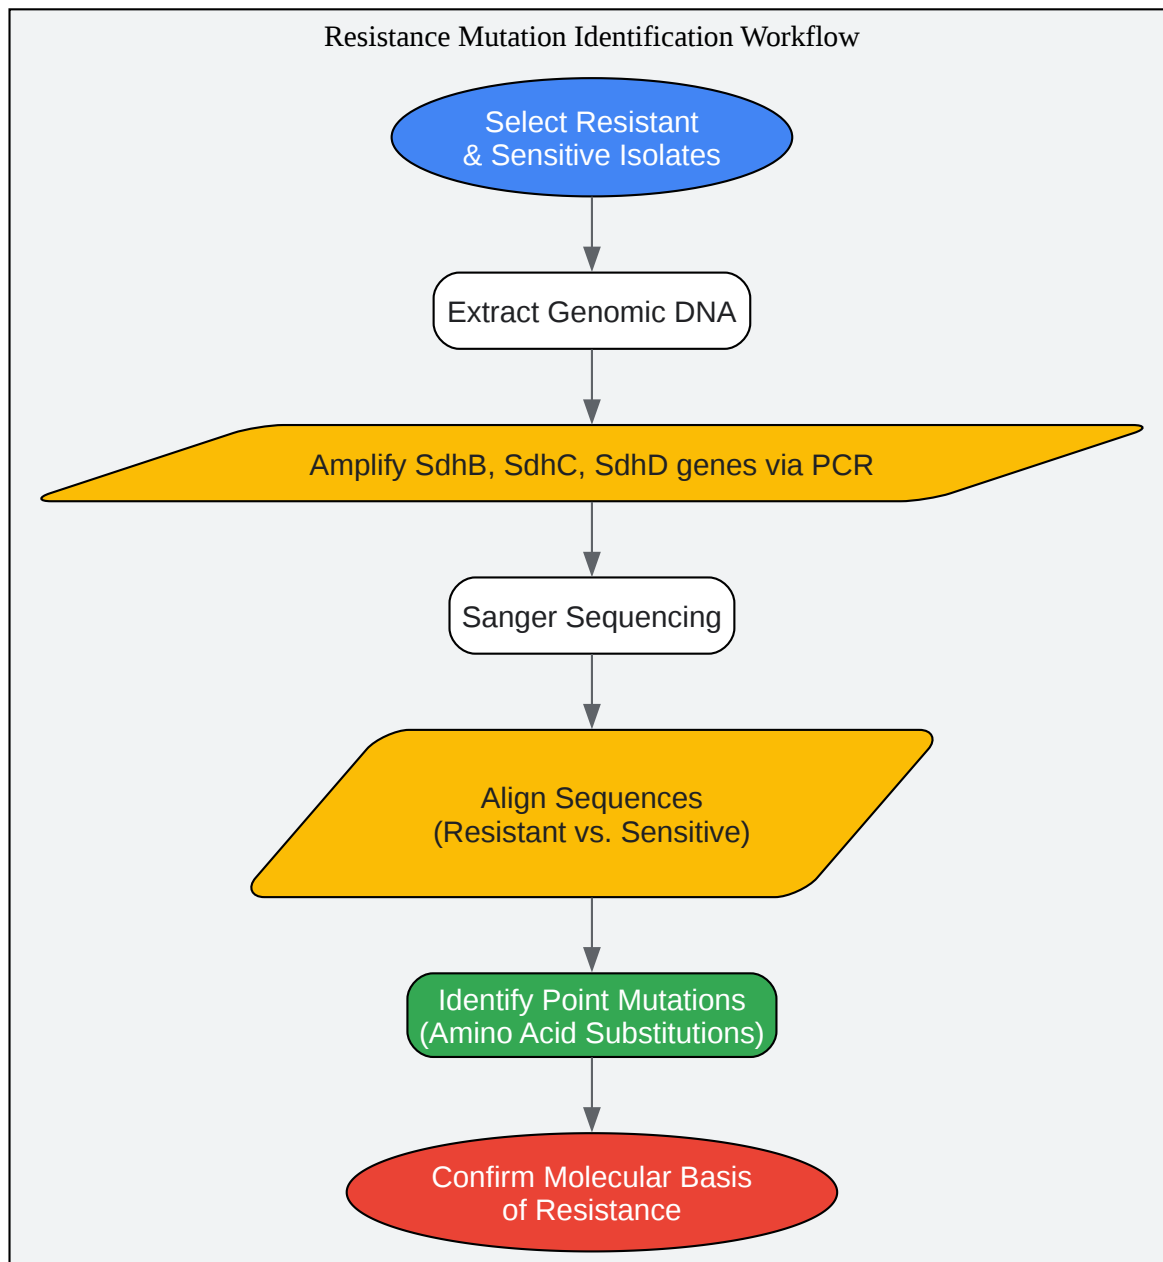 Resistance Mutation Identification Workflow
Select Resistant
& Sensitive Isolates
Extract Genomic DNA
Amplify SdhB, SdhC, SdhD genes via PCR
Sanger Sequencing
Align Sequences
(Resistant vs. Sensitive)
Identify Point Mutations
(Amino Acid Substitutions)
Confirm Molecular Basis
of Resistance